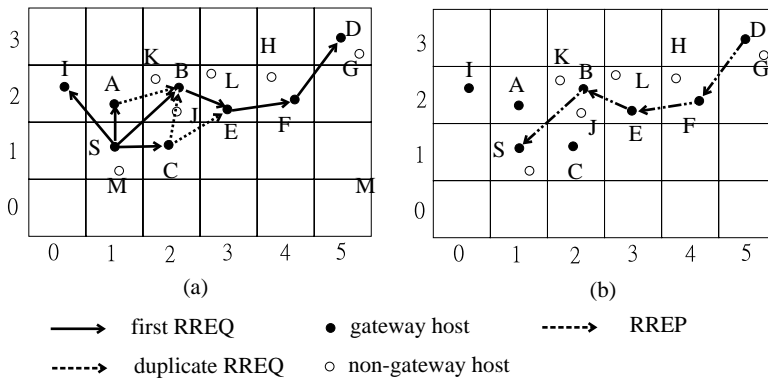 3
2
1
0
0 1 2 3 4 5
I
A
K
B
L
H
D
G
J
E
F
S
C
M
M
(a)
3
2
1
0
0 1 2 3 4 5
I
A
K
B
L
H
D
G
J
E
F
S
C
(b)
first RREQ
gateway host
RREP
duplicate RREQ
non-gateway host